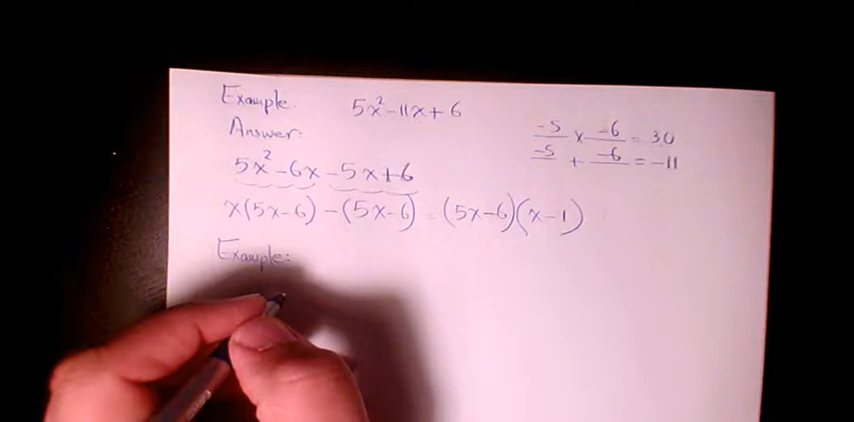 Example. 5x² - 11x + 6
Answer:
-5 x -6 = 30
-5 + -6 = -11
5x² - 6x - 5x + 6
x(5x - 6) - (5x - 6) = (5x - 6)(x - 1)
Example: